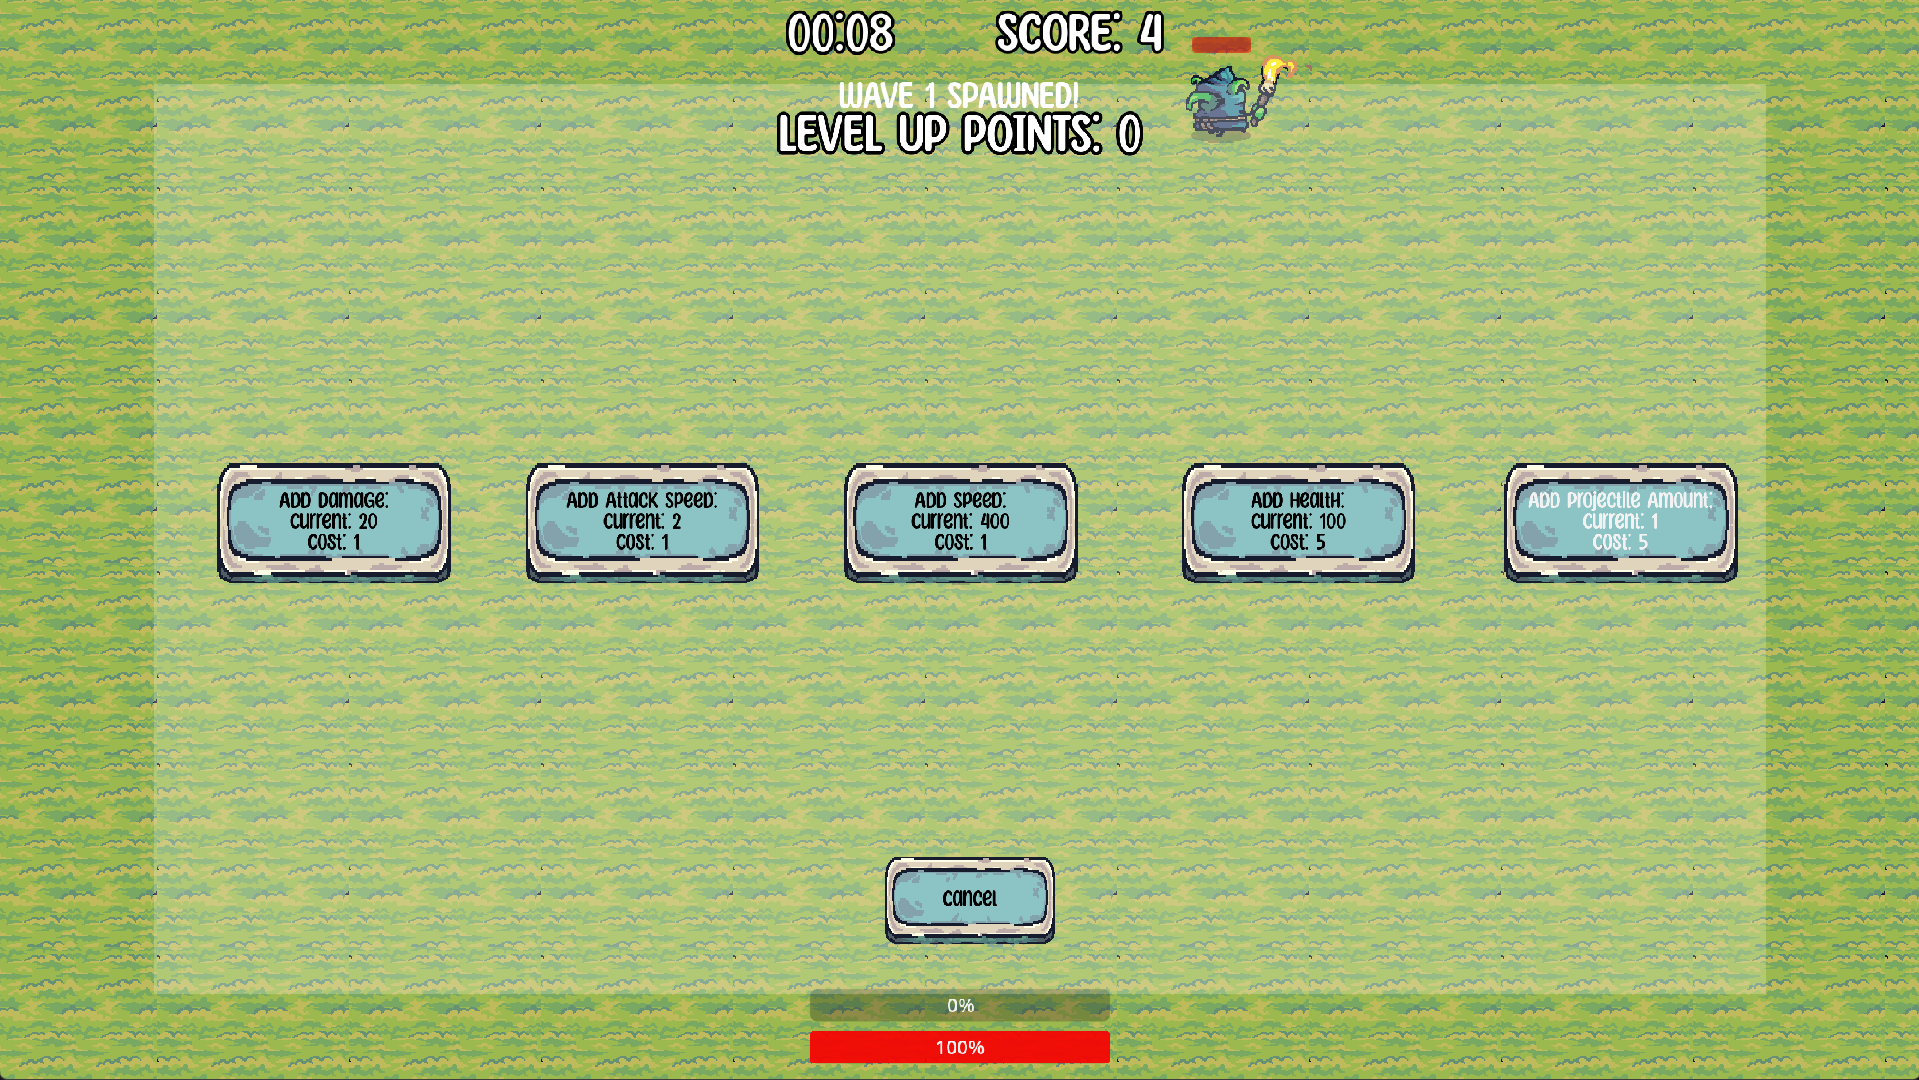 00:08
SCORE: 4
WAVE 1 SPAWNED!
LEVEL UP POINTS: 0
ADD Damage:
current: 20
cost: 1
ADD Attack Speed:
current: 2
cost: 1
ADD Speed:
current: 400
cost: 1
ADD Health:
current: 100
cost: 5
ADD Projectile Amount:
current: 1
cost: 5
cancel
0%
100%